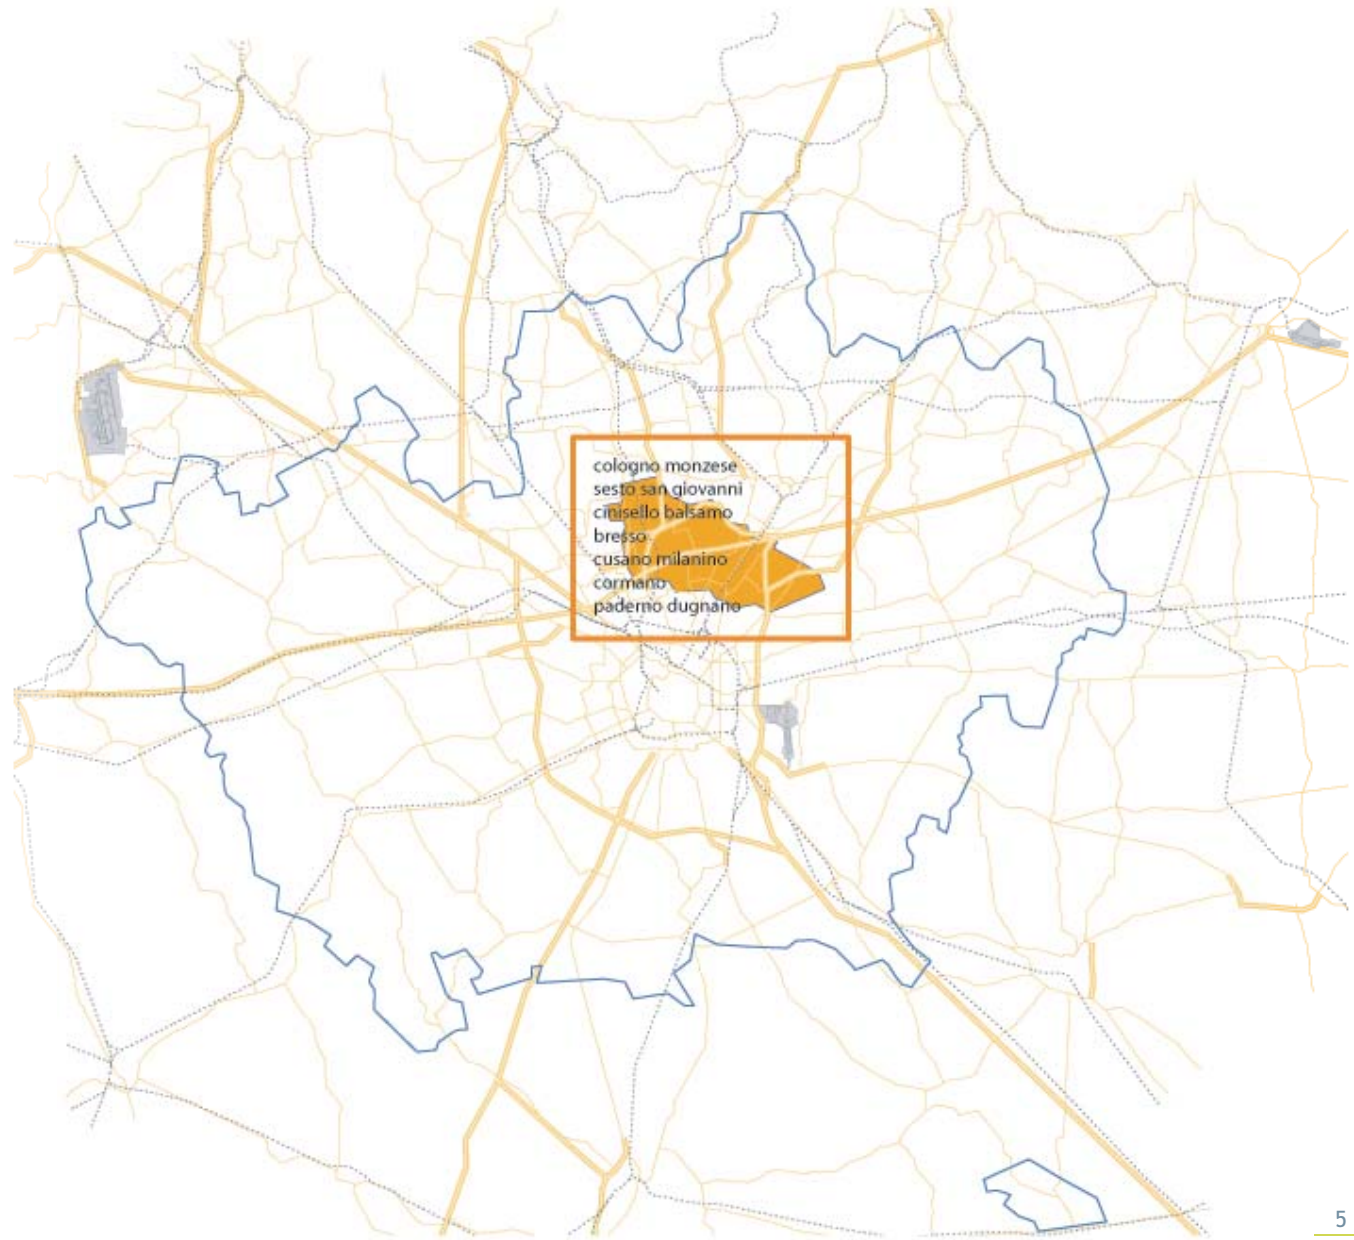 cologno monzese
sesto san giovanni
cinisello balsamo
bresso
cusano milanino
cormano
paderno dugnano
5